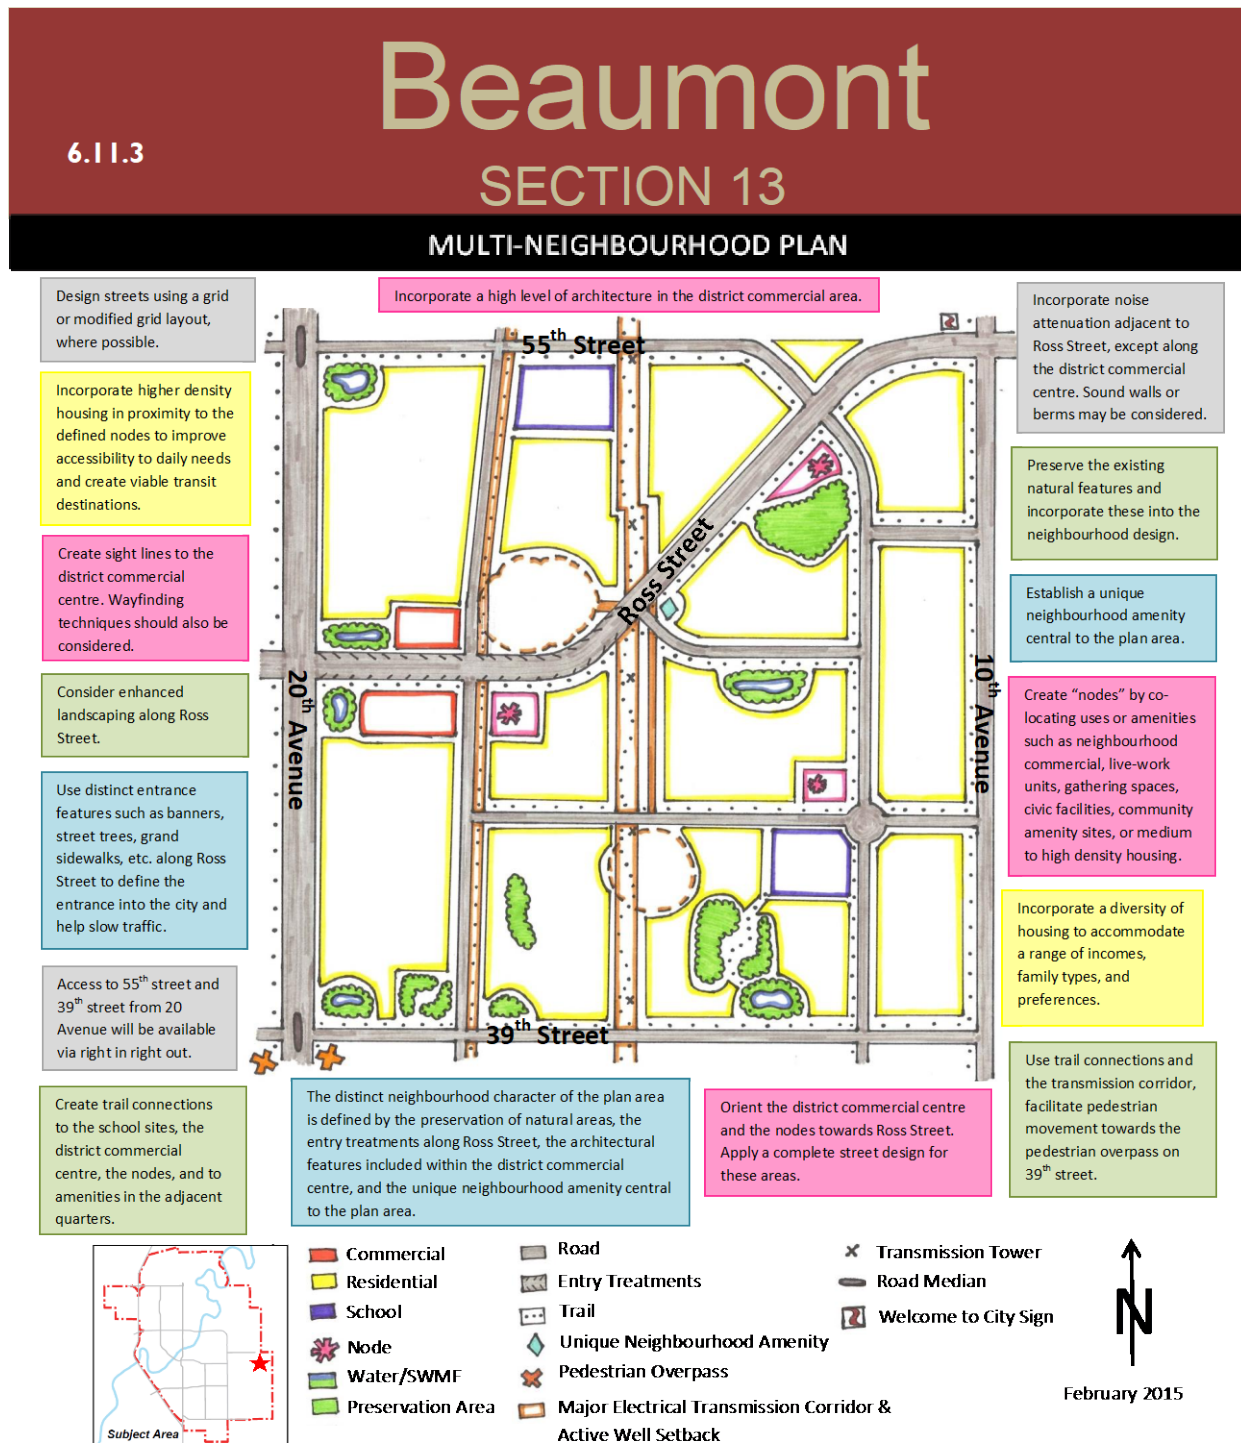 Beaumont
6.11.3
SECTION 13
MULTI-NEIGHBOURHOOD PLAN
Design streets using a grid
or modified grid layout,
where possible.
Incorporate higher density
housing in proximity to the
defined nodes to improve
accessibility to daily needs
and create viable transit
destinations.
Create sight lines to the
district commercial
centre. Wayfinding
techniques should also be
considered.
Consider enhanced
landscaping along Ross
Street.
Use distinct entrance
features such as banners,
street trees, grand
sidewalks, etc. along Ross
Street to define the
entrance into the city and
help slow traffic.
Access to 55th street and
39th street from 20
Avenue will be available
via right in right out.
Create trail connections
to the school sites, the
district commercial
centre, the nodes, and to
amenities in the adjacent
quarters.
Incorporate a high level of architecture in the district commercial area.
55th Street
Ross Street
20th Avenue
10th Avenue
39th Street
The distinct neighbourhood character of the plan area
is defined by the preservation of natural areas, the
entry treatments along Ross Street, the architectural
features included within the district commercial
centre, and the unique neighbourhood amenity central
to the plan area.
Orient the district commercial centre
and the nodes towards Ross Street.
Apply a complete street design for
these areas.
Incorporate noise
attenuation adjacent to
Ross Street, except along
the district commercial
centre. Sound walls or
berms may be considered.
Preserve the existing
natural features and
incorporate these into the
neighbourhood design.
Establish a unique
neighbourhood amenity
central to the plan area.
Create “nodes” by co-
locating uses or amenities
such as neighbourhood
commercial, live-work
units, gathering spaces,
civic facilities, community
amenity sites, or medium
to high density housing.
Incorporate a diversity of
housing to accommodate
a range of incomes,
family types, and
preferences.
Use trail connections and
the transmission corridor,
facilitate pedestrian
movement towards the
pedestrian overpass on
39th street.
Subject Area
Commercial
Residential
School
Node
Water/SWMF
Preservation Area
Road
Entry Treatments
Trail
Unique Neighbourhood Amenity
Pedestrian Overpass
Major Electrical Transmission Corridor &
Active Well Setback
Transmission Tower
Road Median
Welcome to City Sign
N
February 2015